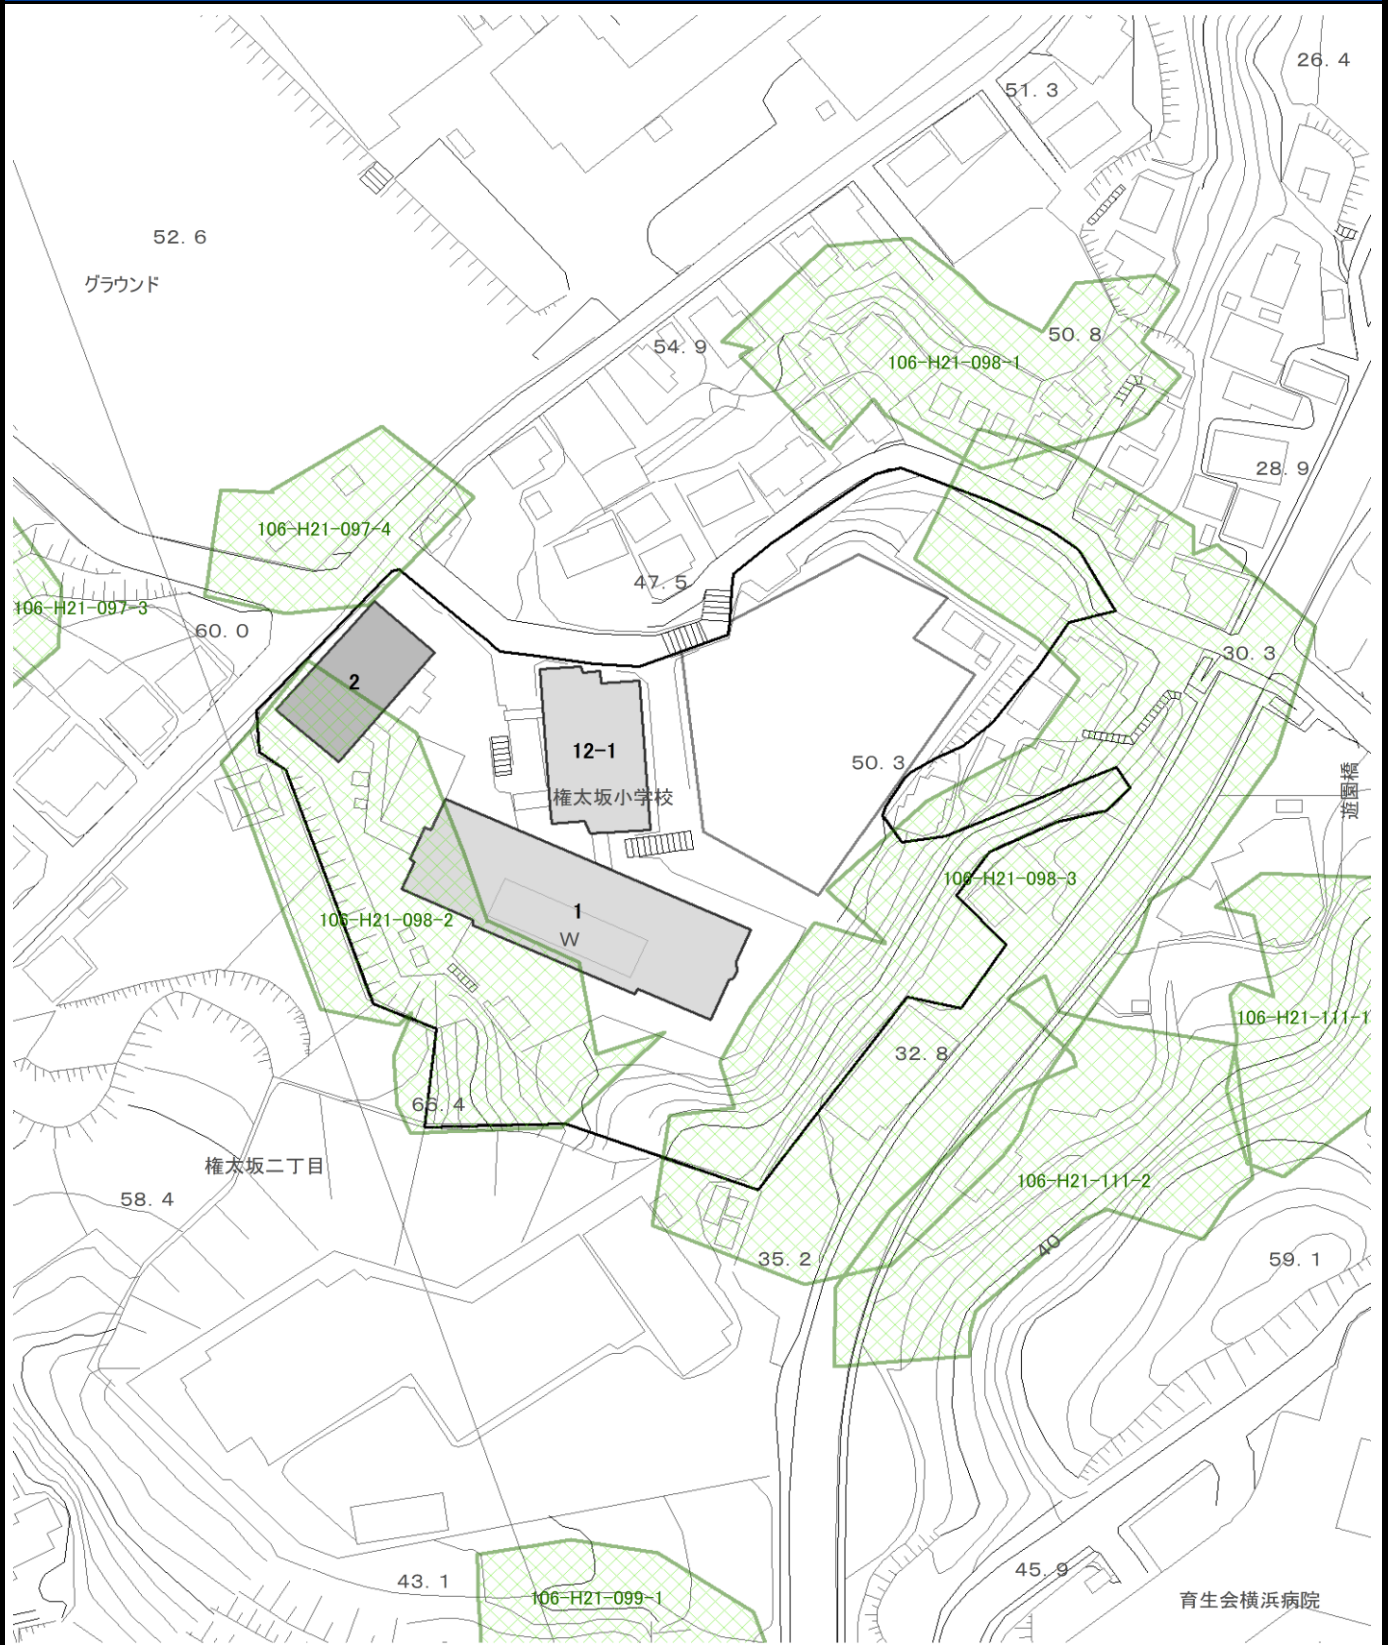 26. 4
51. 3
52. 6
グラウンド
50. 8
54. 9
106-H21-098-1
28. 9
106-H21-097-4
47. 5
106-H21-097-3
60. 0
30. 3
2
12-1
50. 3
権太坂小学校
遊園橋
106-H21-098-3
1
106-H21-098-2
W
106-H21-111-1
32. 8
66. 4
権太坂二丁目
106-H21-111-2
58. 4
40
35. 2
59. 1
45. 9
43. 1
106-H21-099-1
育生会横浜病院